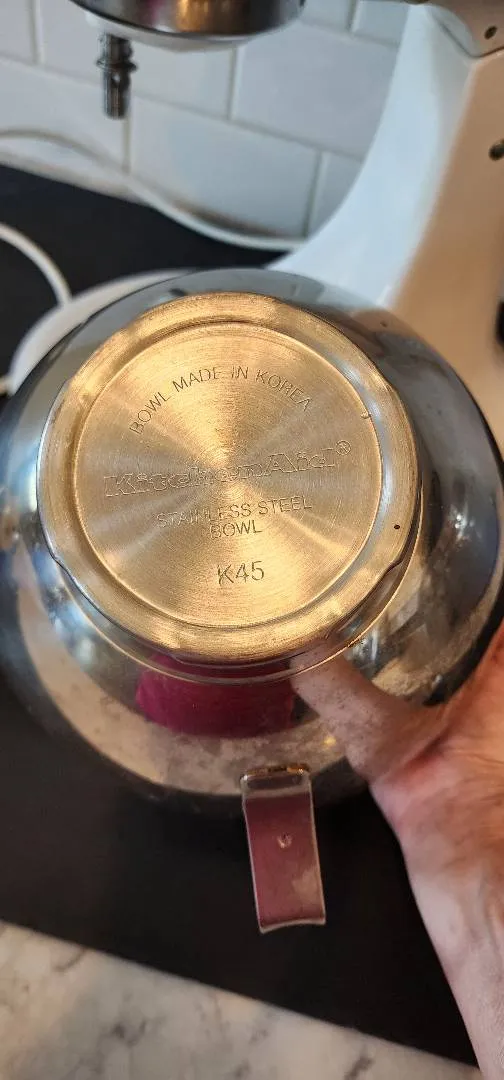 BOWL MADE IN KOREA
KitchenAid®
STAINLESS STEEL
BOWL
K45